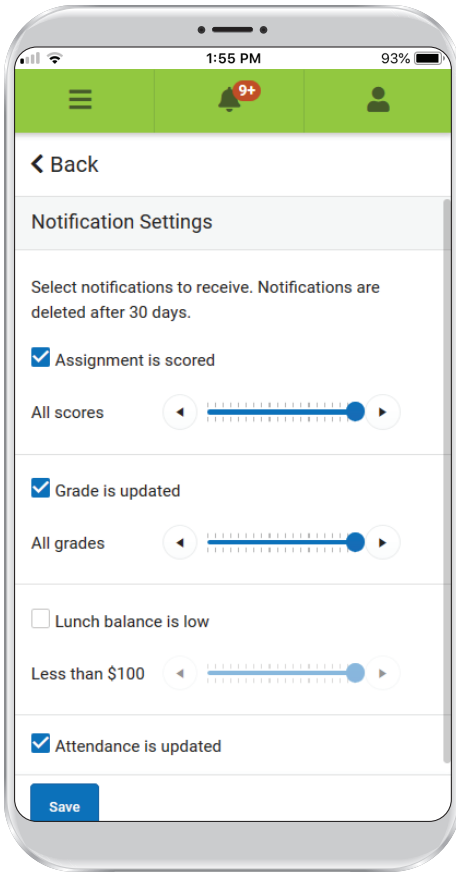 1:55 PM
93%
9+
Back
Notification Settings
Select notifications to receive. Notifications are
deleted after 30 days.
Assignment is scored
All scores
Grade is updated
All grades
Lunch balance is low
Less than $100
Attendance is updated
Save